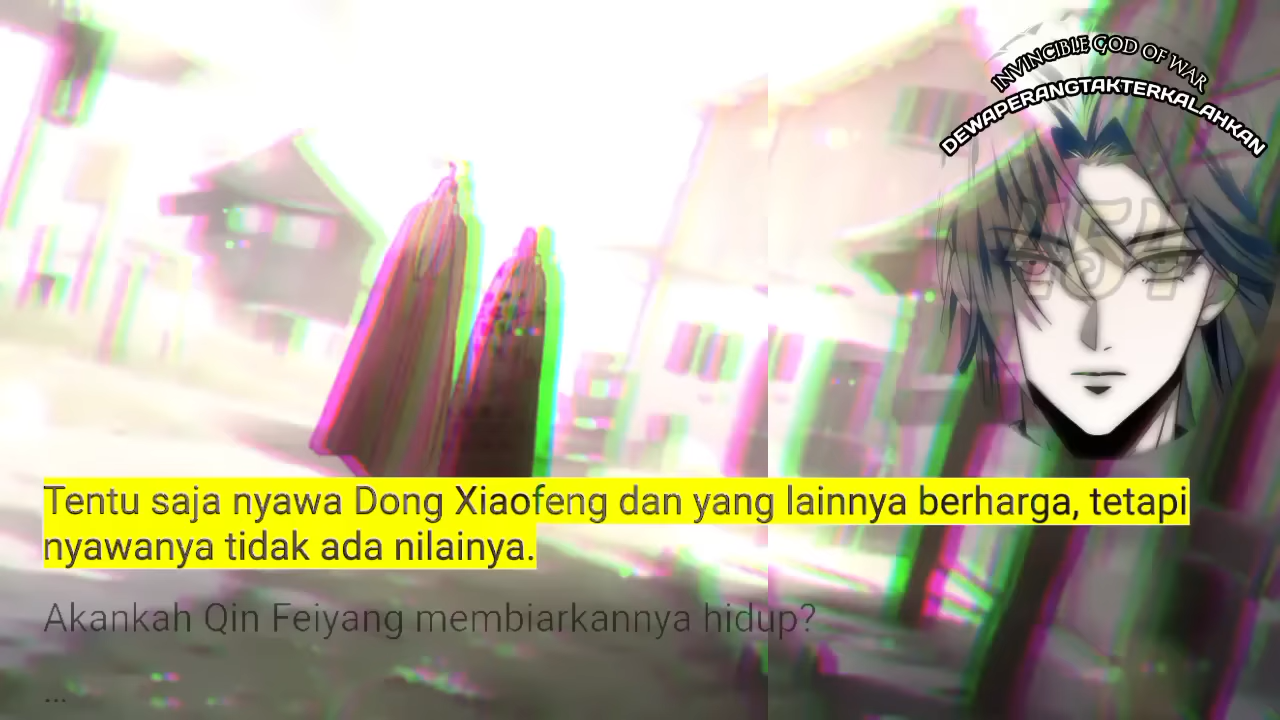 INVINCIBLE GOD OF WAR
DEWAPERANGTAKTERKALAHKAN
Tentu saja nyawa Dong Xiaofeng dan yang lainnya berharga, tetapi
nyawanya tidak ada nilainya.
Akankah Qin Feiyang membiarkannya hidup?
...